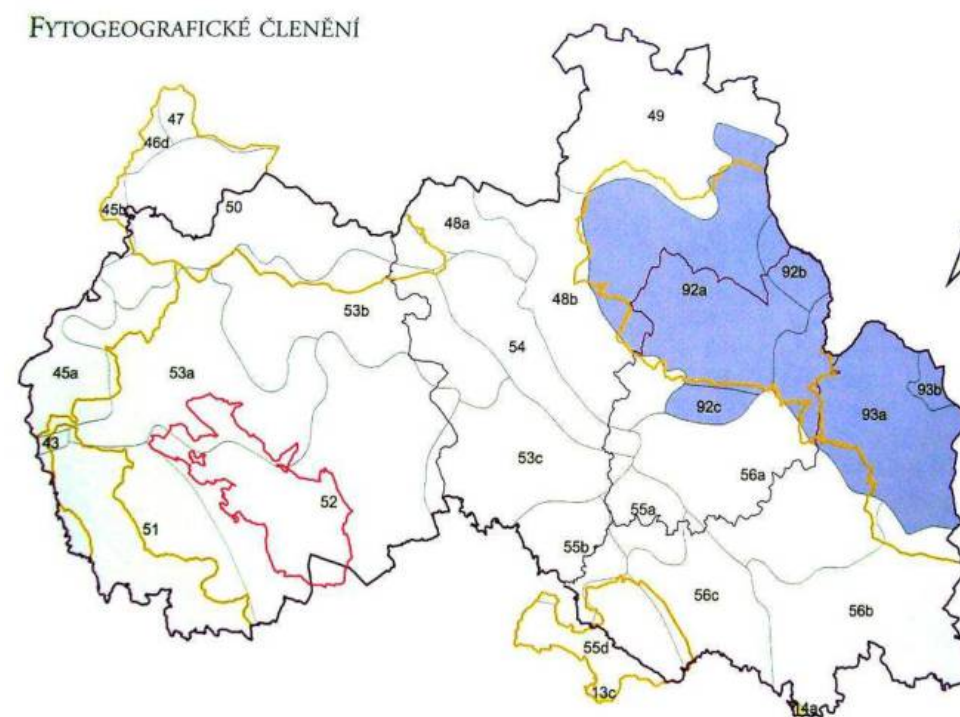 FYTOGEOGRAFICKÉ ČLENĚNÍ
47
49
46d
45b
50
48a
92b
92a
53b
48b
54
45a
53a
93b
92c
93a
43
53c
56a
52
55a
51
55b
56c
56b
55d
13c
14a